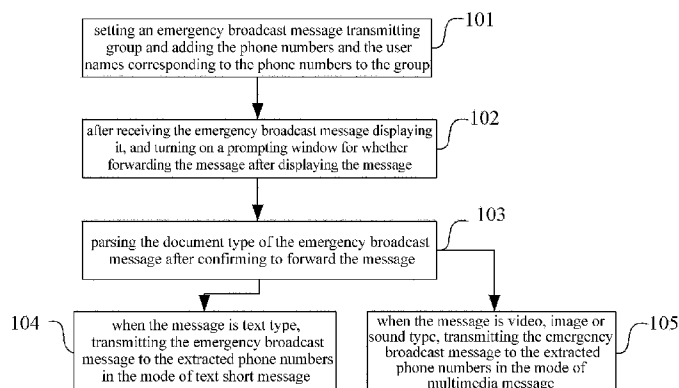 setting an emergency broadcast message transmitting
group and adding the phone numbers and the user
names corresponding to the phone numbers to the group
101
after receiving the emergency broadcast message displaying
it, and turning on a prompting window for whether
forwarding the message after displaying the message
102
parsing the document type of the emergency broadcast
message after confirming to forward the message
103
104
when the message is text type,
transmitting the emergency broadcast
message to the extracted phone numbers
in the mode of text short message
when the message is video, image or
sound type, transmitting the emergency
broadcast message to the extracted
phone numbers in the mode of
multimedia message
105